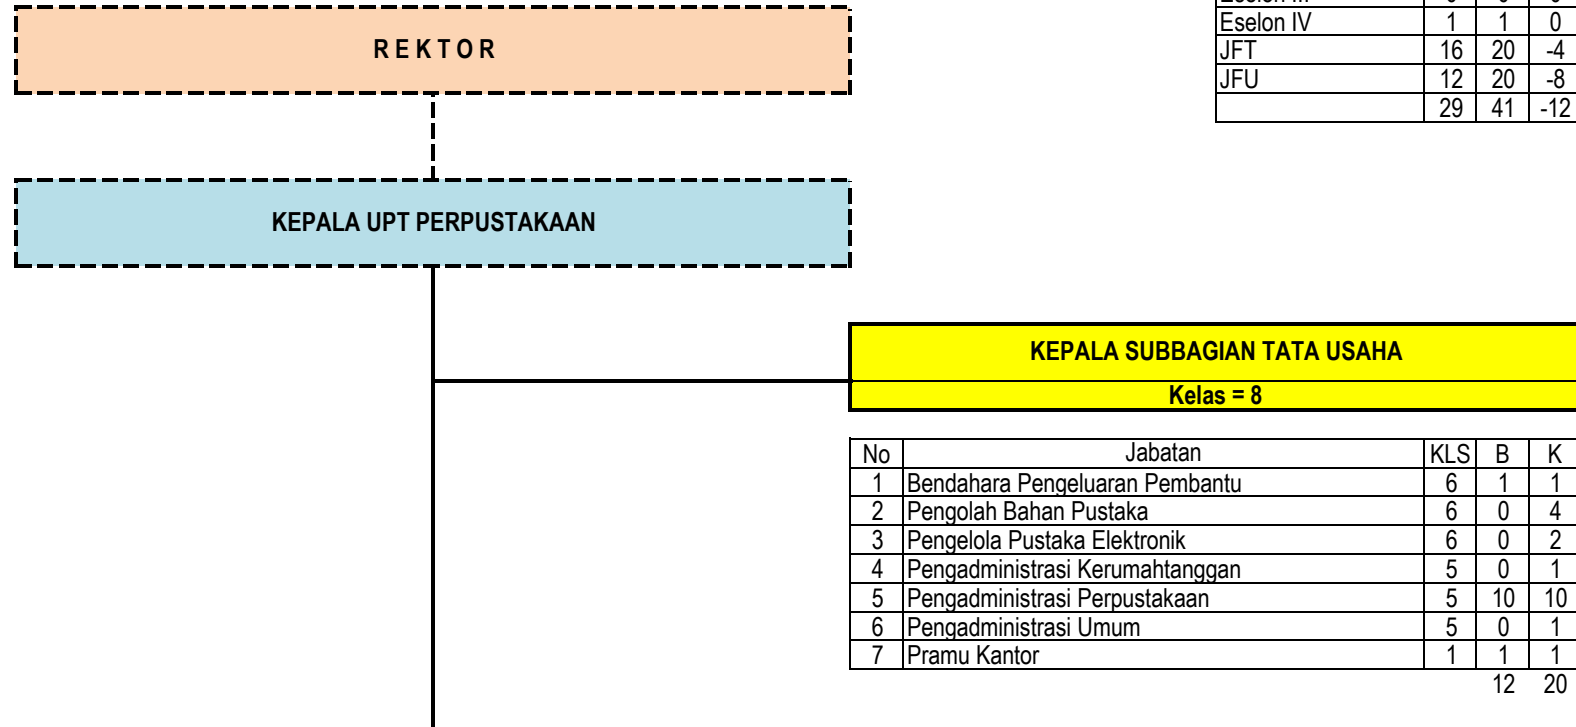 R E K T O R
Eselon IV 1 1 0
JFT 16 20 -4
JFU 12 20 -8
29 41 -12
KEPALA UPT PERPUSTAKAAN
KEPALA SUBBAGIAN TATA USAHA
Kelas = 8
No Jabatan KLS B K
1 Bendahara Pengeluaran Pembantu 6 1 1
2 Pengolah Bahan Pustaka 6 0 4
3 Pengelola Pustaka Elektronik 6 0 2
4 Pengadministrasi Kerumahtanggan 5 0 1
5 Pengadministrasi Perpustakaan 5 10 10
6 Pengadministrasi Umum 5 0 1
7 Pramu Kantor 1 1 1
12 20